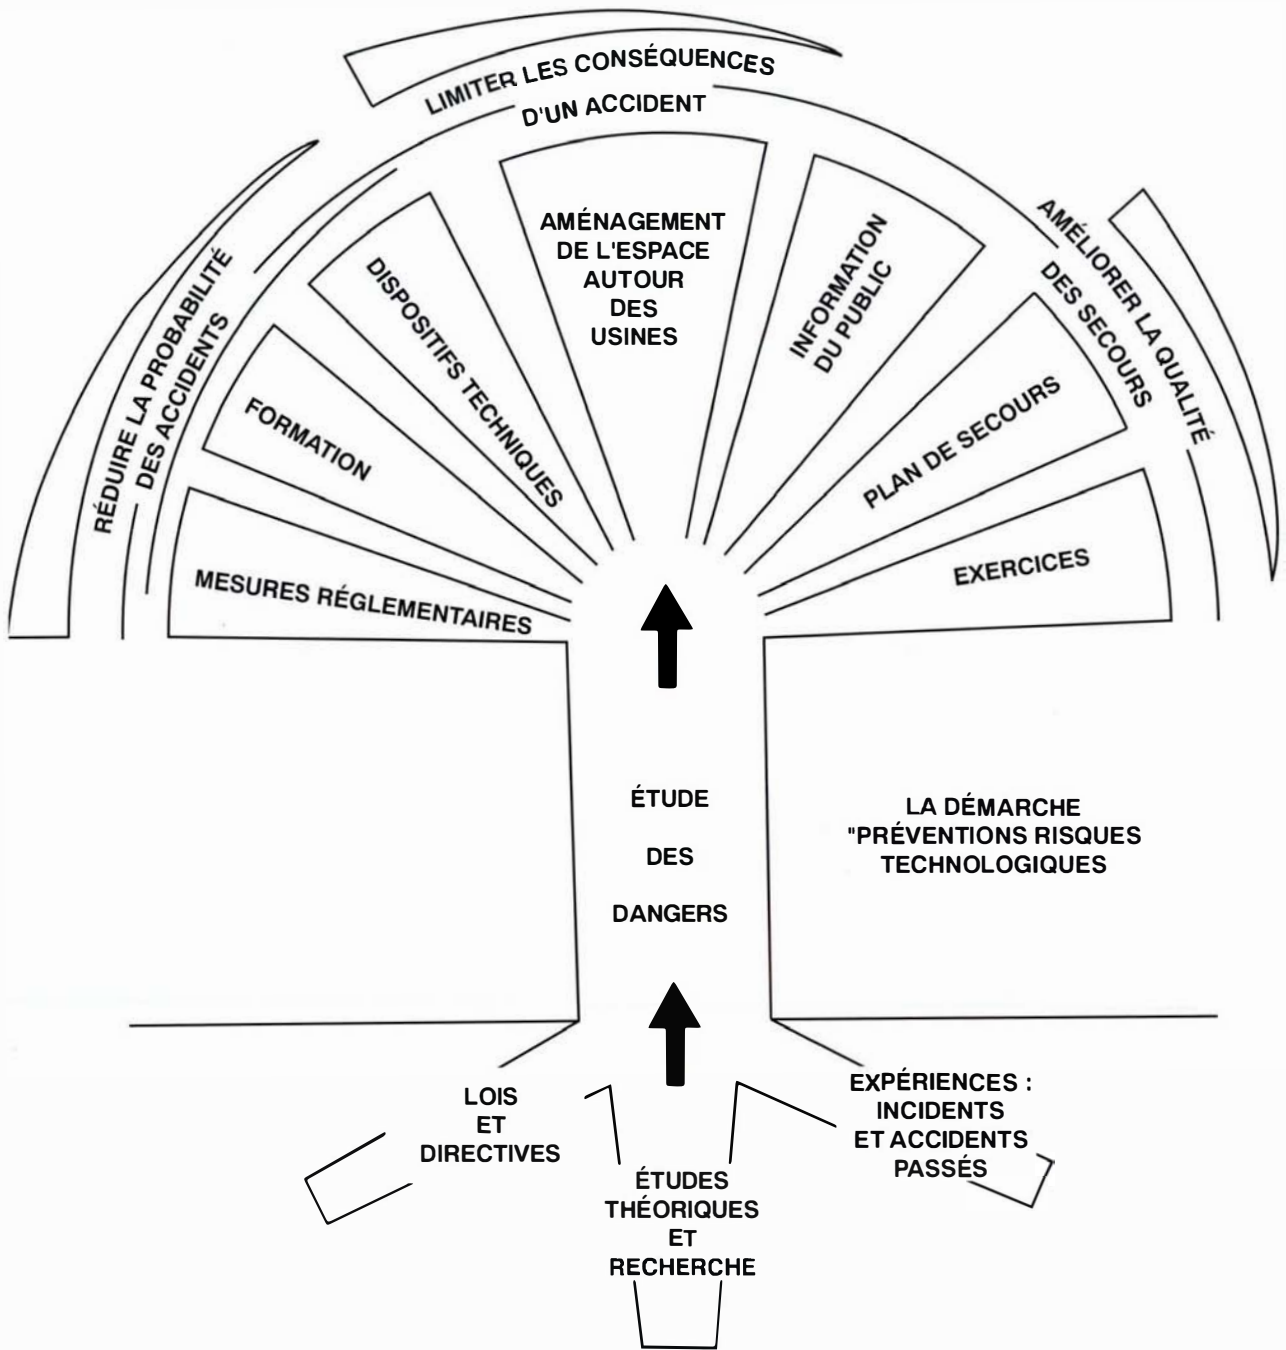 LIMITER LES CONSÉQUENCES
D'UN ACCIDENT
RÉDUIRE LA PROBABILITÉ
DES ACCIDENTS
AMÉLIORER LA QUALITÉ
DES SECOURS
MESURES RÉGLEMENTAIRES
FORMATION
DISPOSITIFS TECHNIQUES
AMÉNAGEMENT
DE L'ESPACE
AUTOUR
DES
USINES
INFORMATION
DU PUBLIC
PLAN DE SECOURS
EXERCICES
ÉTUDE
DES
DANGERS
LA DÉMARCHE
"PRÉVENTIONS RISQUES
TECHNOLOGIQUES
LOIS
ET
DIRECTIVES
ÉTUDES
THÉORIQUES
ET
RECHERCHE
EXPÉRIENCES :
INCIDENTS
ET ACCIDENTS
PASSÉS